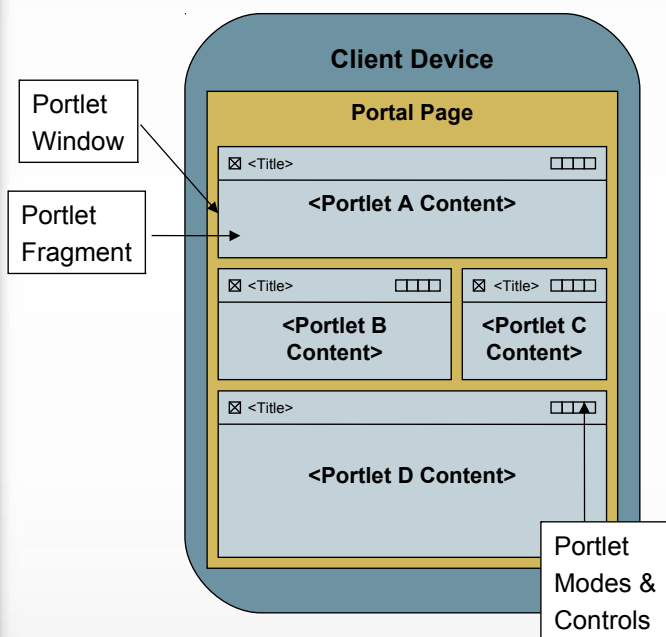 Client Device
Portal Page
Portlet
Window
Portlet
Fragment
<Title>
<Portlet A Content>
<Title>
<Portlet B
Content>
<Title>
<Portlet C
Content>
<Title>
<Portlet D Content>
Portlet
Modes &
Controls